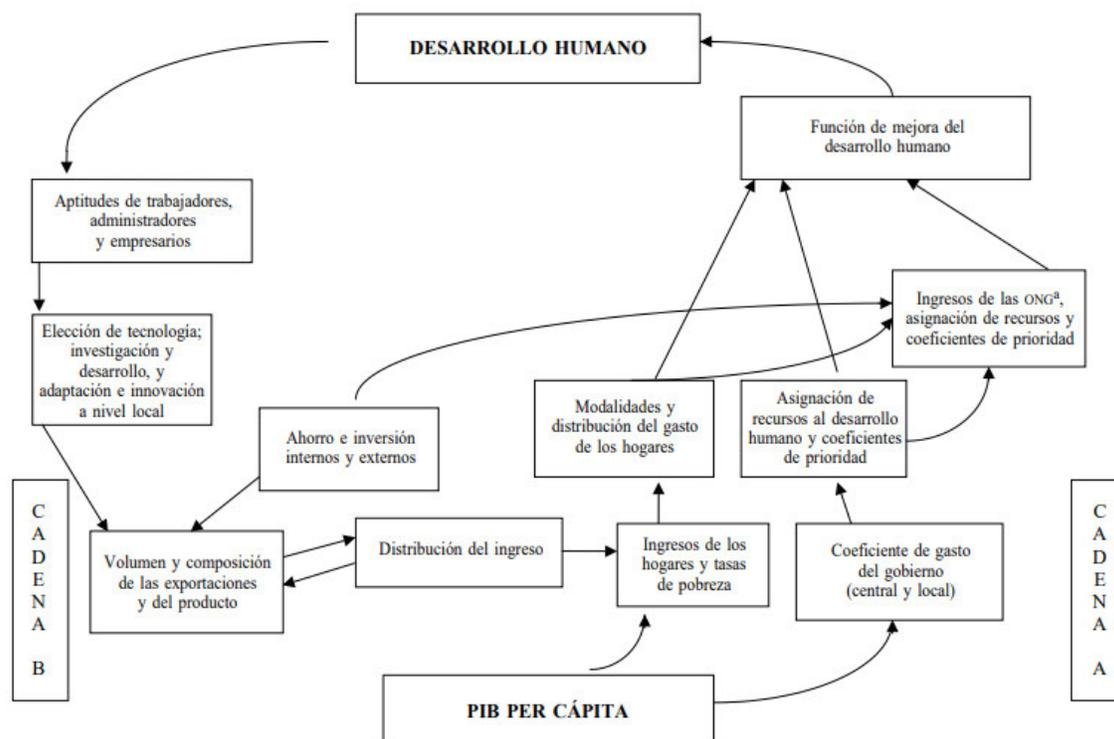 DESARROLLO HUMANO
Función de mejora del
desarrollo humano
Aptitudes de trabajadores,
administradores
y empresarios
Ingresos de las ONGª,
asignación de recursos y
coeficientes de prioridad
Elección de tecnología;
investigación y
desarrollo, y
adaptación e innovación
a nivel local
Modalidades y
distribución del gasto
de los hogares
Asignación de
recursos al desarrollo
humano y coeficientes
de prioridad
Ahorro e inversión
internos y externos
C
A
D
E
N
A
B
Volumen y composición
de las exportaciones
y del producto
Distribución del ingreso
Ingresos de los
hogares y tasas
de pobreza
Coeficiente de gasto
del gobierno
(central y local)
C
A
D
E
N
A
A
PIB PER CÁPITA